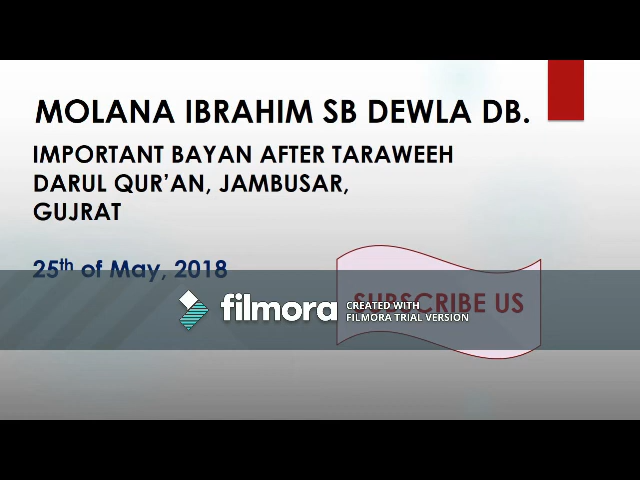 MOLANA IBRAHIM SB DEWLA DB.
IMPORTANT BAYAN AFTER TARAWEEH
DARUL QUR’AN, JAMBUSAR,
GUJRAT
25th of May, 2018
SUBSCRIBE US
filmora
CREATED WITH
FILMORA TRIAL VERSION